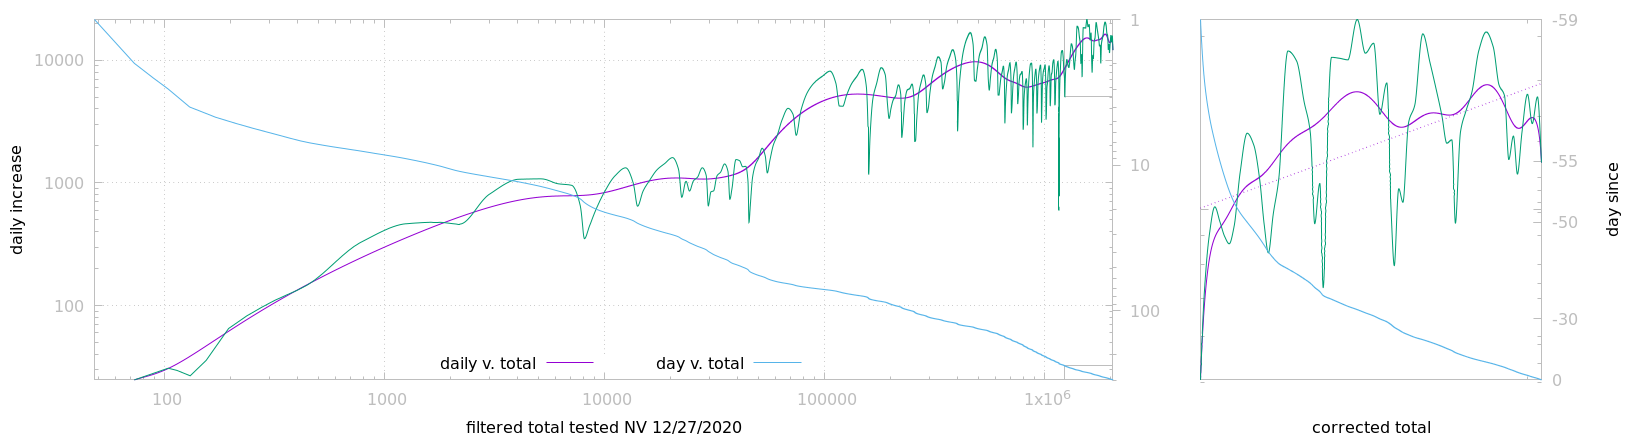 10000
1000
100
daily increase
daily v. total
day v. total
100
1000
10000
100000
1x10⁶
filtered total tested NV 12/27/2020
1
10
100
-59
-55
-50
-30
0
day since
corrected total